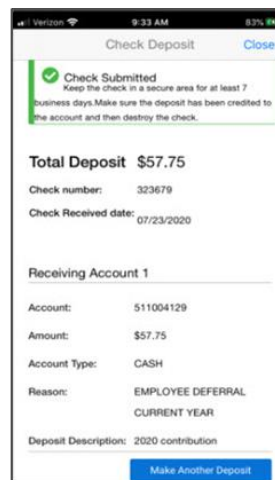 Verizon 9:33 AM 83%
Check Deposit Close
Check Submitted
Keep the check in a secure area for at least 7
business days.Make sure the deposit has been credited to
the account and then destroy the check.
Total Deposit $57.75
Check number: 323679
Check Received date: 07/23/2020
Receiving Account 1
Account: 511004129
Amount: $57.75
Account Type: CASH
Reason: EMPLOYEE DEFERRAL
CURRENT YEAR
Deposit Description: 2020 contribution
Make Another Deposit